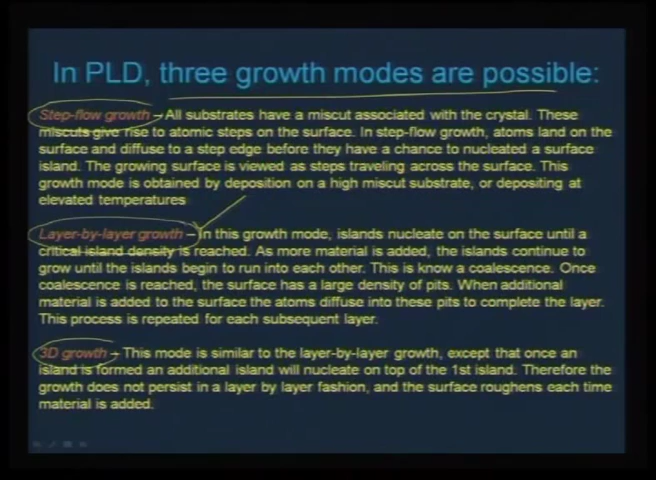 In PLD, three growth modes are possible:
Step-flow growth – All substrates have a miscut associated with the crystal. These
miscuts give rise to atomic steps on the surface. In step-flow growth, atoms land on the
surface and diffuse to a step edge before they have a chance to nucleated a surface
island. The growing surface is viewed as steps traveling across the surface. This
growth mode is obtained by deposition on a high miscut substrate, or depositing at
elevated temperatures
Layer-by-layer growth – In this growth mode, islands nucleate on the surface until a
critical island density is reached. As more material is added, the islands continue to
grow until the islands begin to run into each other. This is know a coalescence. Once
coalescence is reached, the surface has a large density of pits. When additional
material is added to the surface the atoms diffuse into these pits to complete the layer.
This process is repeated for each subsequent layer.
3D growth – This mode is similar to the layer-by-layer growth, except that once an
island is formed an additional island will nucleate on top of the 1st island. Therefore the
growth does not persist in a layer by layer fashion, and the surface roughens each time
material is added.